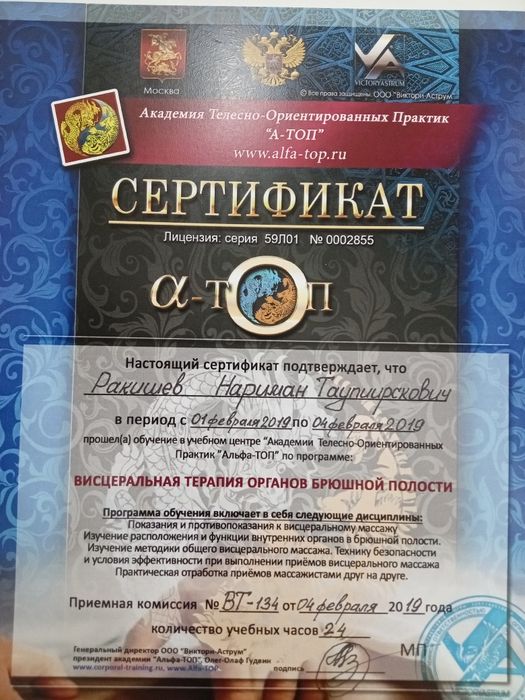 Москва
VICTORYASTRUM
© Все права защищены. ООО "Виктори-Аструм"
Академия Телесно-Ориентированных Практик
"А-ТОП"
www.alfa-top.ru
СЕРТИФИКАТ
Лицензия: серия 59Л01 № 0002855
α-ТОП
Настоящий сертификат подтверждает, что
Ракишев Нариман Таупиирскович
в период с 01 февраля 2019 по 04 февраля 2019
прошел(а) обучение в учебном центре "Академии Телесно-Ориентированных
Практик "Альфа-ТОП" по программе:
ВИСЦЕРАЛЬНАЯ ТЕРАПИЯ ОРГАНОВ БРЮШНОЙ ПОЛОСТИ
Программа обучения включает в себя следующие дисциплины:
Показания и противопоказания к висцеральному массажу
Изучение расположения и функции внутренних органов в брюшной полости.
Изучение методики общего висцерального массажа. Технику безопасности
и условия эффективности при выполнении приёмов висцерального массажа
Практическая отработка приёмов массажистами друг на друге.
Приемная комиссия № ВТ-134 от 04 февраля 2019 года
количество учебных часов 24
МП
Генеральный директор ООО "Виктори-Аструм"
президент академии "Альфа-ТОП", Олег-Олаф Гудвин
www.corporal-training.ru, www.Alfa-ТОР
подпись